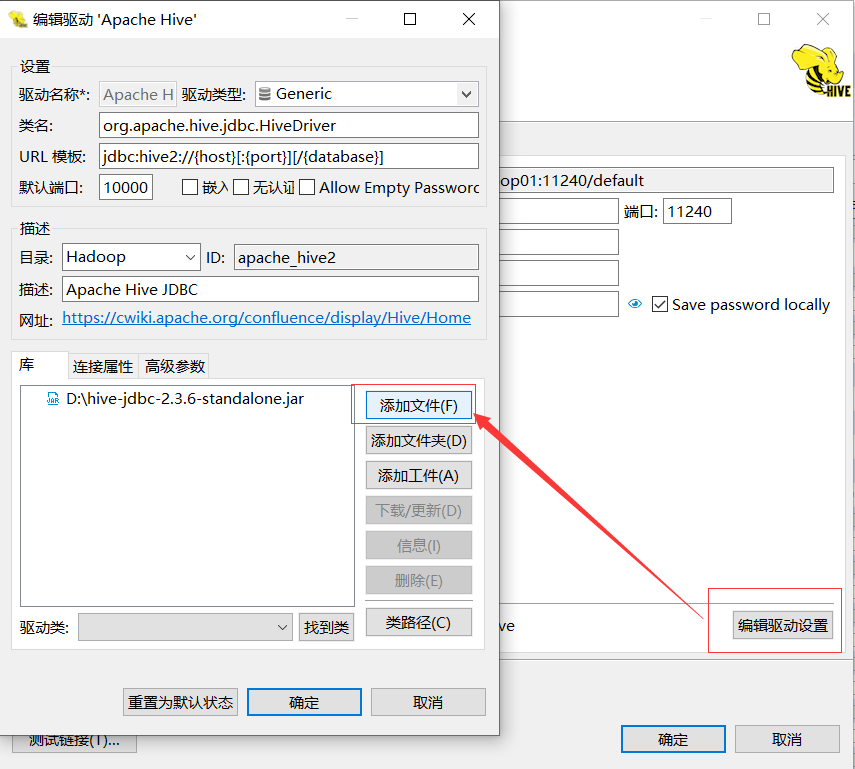 编辑驱动 'Apache Hive'
设置
驱动名称*: Apache H 驱动类型: Generic
类名: org.apache.hive.jdbc.HiveDriver
URL 模板: jdbc:hive2://{host}[:{port}][/{database}]
默认端口: 10000 嵌入 无认证 Allow Empty Password
描述
目录: Hadoop ID: apache_hive2
描述: Apache Hive JDBC
网址: https://cwiki.apache.org/confluence/display/Hive/Home
库 连接属性 高级参数
JAR D:\hive-jdbc-2.3.6-standalone.jar
添加文件(F)
添加文件夹(D)
添加工件(A)
下载/更新(D)
信息(I)
删除(E)
类路径(C)
驱动类: 找到类
重置为默认状态 确定 取消
HIVE
op01:11240/default
端口: 11240
Save password locally
ve
编辑驱动设置
测试链接(T)...
确定 取消